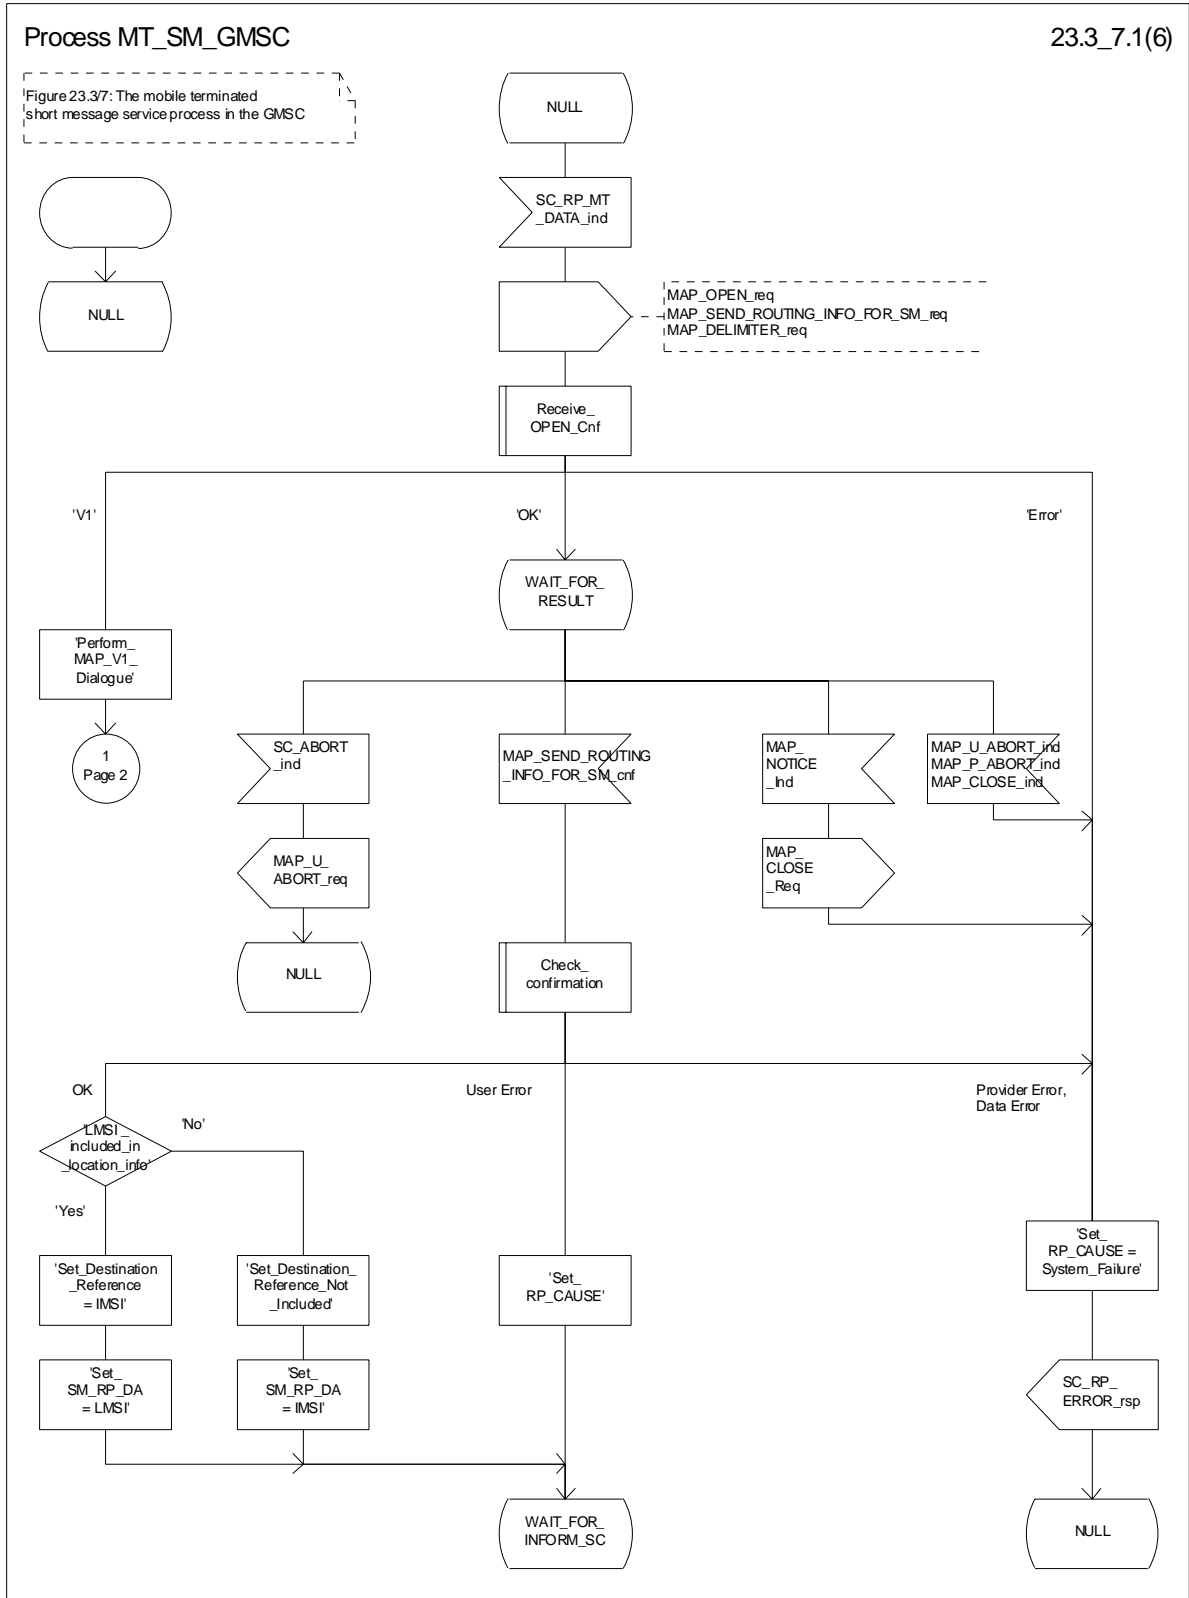 Process MT_SM_GMSC
23.3_7.1(6)
Figure 23.3/7: The mobile terminated
short message service process in the GMSC
NULL
SC_RP_MT
_DATA_ind
NULL
MAP_OPEN_req
MAP_SEND_ROUTING_INFO_FOR_SM_req
MAP_DELIMITER_req
Receive_
OPEN_Cnf
'V1'
'OK'
'Error'
WAIT_FOR_
RESULT
'Perform_
MAP_V1_
Dialogue'
1
Page 2
SC_ABORT
_ind
MAP_SEND_ROUTING
_INFO_FOR_SM_cnf
MAP_
NOTICE
_Ind
MAP_U_ABORT_ind
MAP_P_ABORT_ind
MAP_CLOSE_ind
MAP_U_
ABORT_req
MAP_
CLOSE
_Req
NULL
Check_
confirmation
OK
User Error
Provider Error,
Data Error
'LMSI_
included_in
_location_info'
'No'
'Yes'
'Set_Destination
_Reference
= IMSI'
'Set_Destination_
Reference_Not
_Included'
'Set_
RP_CAUSE'
'Set_
RP_CAUSE =
System_Failure'
'Set_
SM_RP_DA
= LMSI'
'Set_
SM_RP_DA
= IMSI'
SC_RP_
ERROR_rsp
WAIT_FOR_
INFORM_SC
NULL